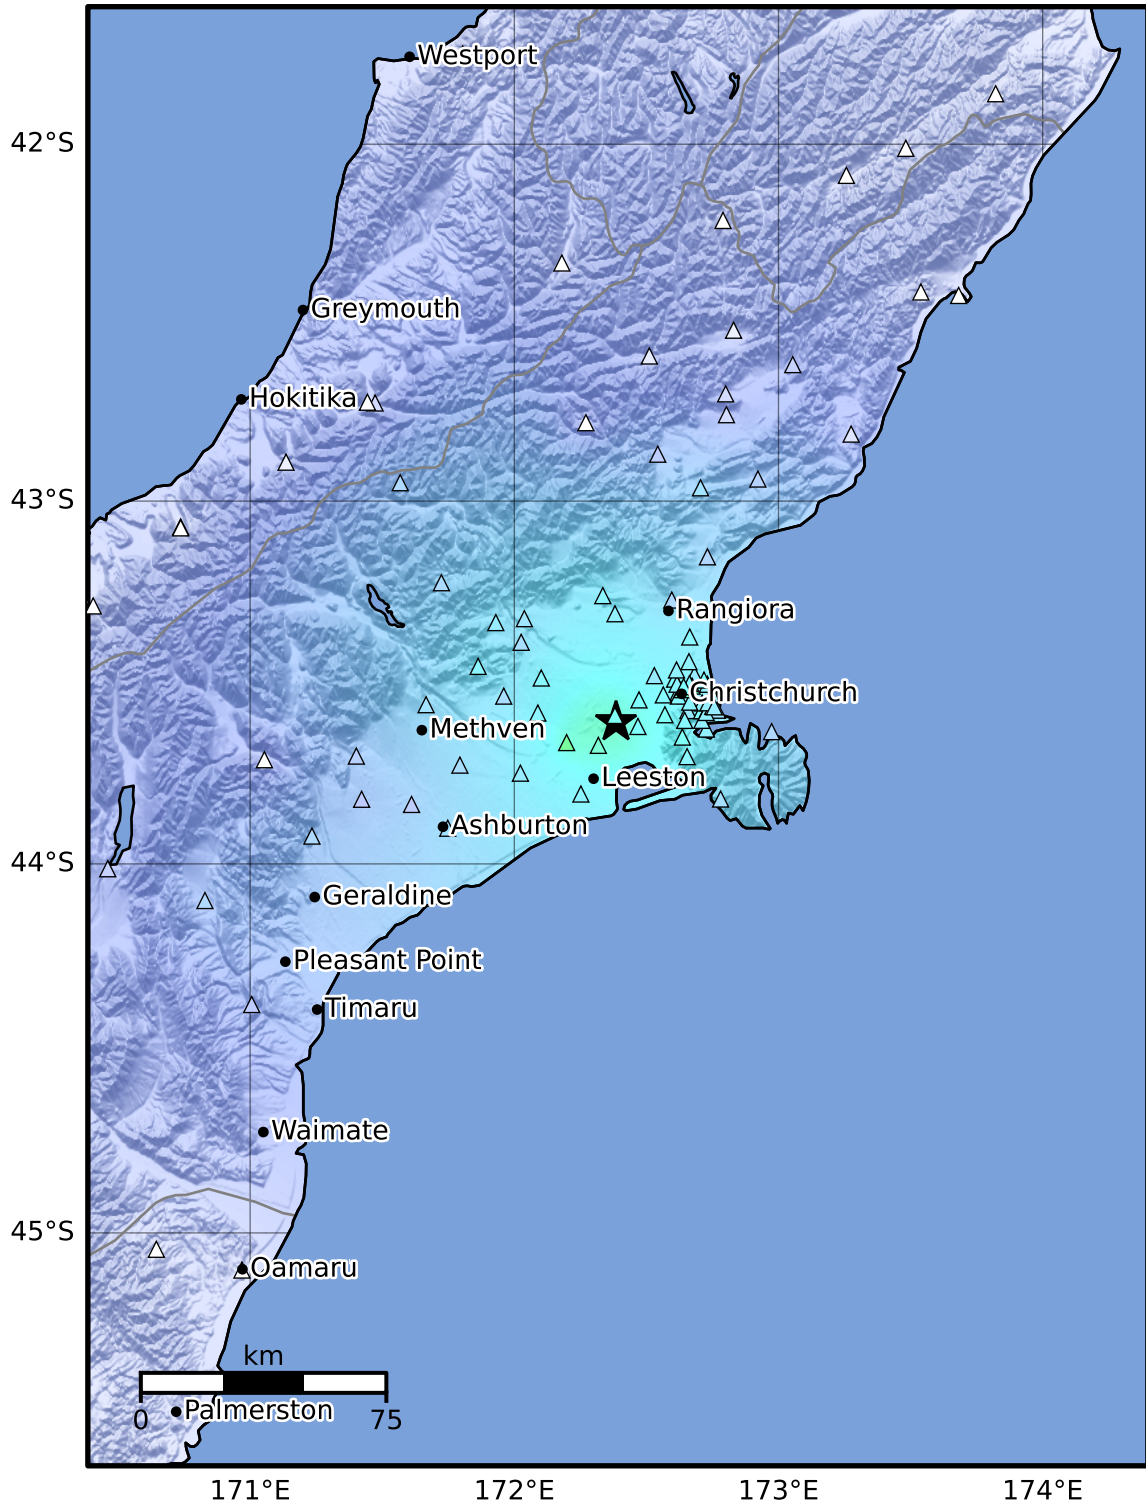 Westport
42°S
Greymouth
Hokitika
43°S
Rangiora
Christchurch
Methven
Leeston
Ashburton
44°S
Geraldine
Pleasant Point
Timaru
Waimate
45°S
Oamaru
km
0 75
Palmerston
171°E 172°E 173°E 174°E